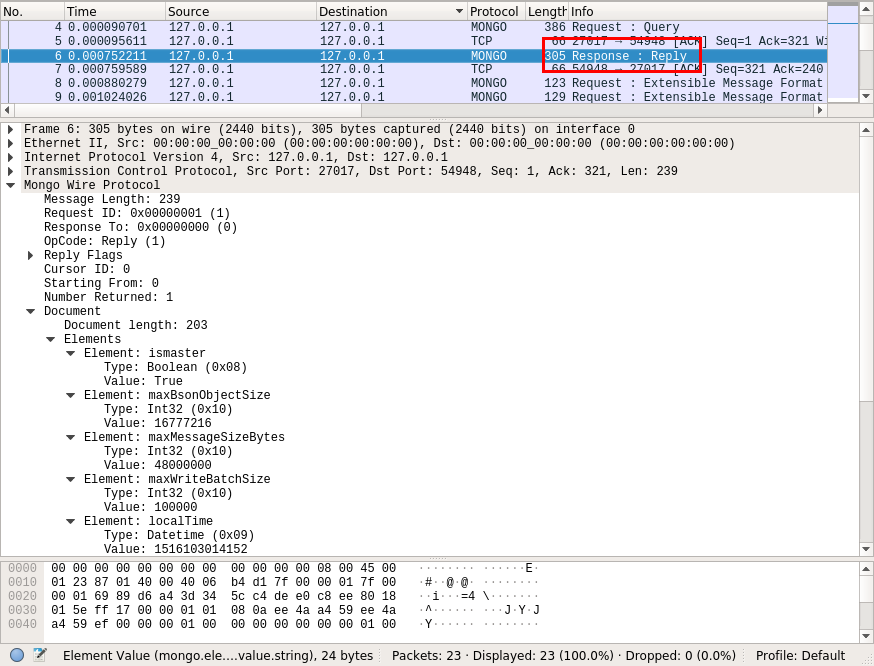 No. Time Source Destination Protocol Length Info
4 0.000090701 127.0.0.1 127.0.0.1 MONGO 386 Request : Query
5 0.000095611 127.0.0.1 127.0.0.1 TCP 66 27017 → 54948 [ACK] Seq=1 Ack=321 Wi
6 0.000752211 127.0.0.1 127.0.0.1 MONGO 305 Response : Reply
7 0.000759589 127.0.0.1 127.0.0.1 TCP 66 54948 → 27017 [ACK] Seq=321 Ack=240
8 0.000880279 127.0.0.1 127.0.0.1 MONGO 123 Request : Extensible Message Format
9 0.001024026 127.0.0.1 127.0.0.1 MONGO 129 Request : Extensible Message Format
Frame 6: 305 bytes on wire (2440 bits), 305 bytes captured (2440 bits) on interface 0
Ethernet II, Src: 00:00:00_00:00:00 (00:00:00:00:00:00), Dst: 00:00:00_00:00:00 (00:00:00:00:00:00)
Internet Protocol Version 4, Src: 127.0.0.1, Dst: 127.0.0.1
Transmission Control Protocol, Src Port: 27017, Dst Port: 54948, Seq: 1, Ack: 321, Len: 239
Mongo Wire Protocol
Message Length: 239
Request ID: 0x00000001 (1)
Response To: 0x00000000 (0)
OpCode: Reply (1)
Reply Flags
Cursor ID: 0
Starting From: 0
Number Returned: 1
Document
Document length: 203
Elements
Element: ismaster
Type: Boolean (0x08)
Value: True
Element: maxBsonObjectSize
Type: Int32 (0x10)
Value: 16777216
Element: maxMessageSizeBytes
Type: Int32 (0x10)
Value: 48000000
Element: maxWriteBatchSize
Type: Int32 (0x10)
Value: 100000
Element: localTime
Type: Datetime (0x09)
Value: 1516103014152
0000 00 00 00 00 00 00 00 00 00 00 00 00 08 00 45 00 ········ ······E·
0010 01 23 87 01 40 00 40 06 b4 d1 7f 00 00 01 7f 00 ·#··@·@· ········
0020 00 01 69 89 d6 a4 3d 34 5c c4 de e0 c8 ee 80 18 ··i···=4 \·······
0030 01 5e ff 17 00 00 01 01 08 0a ee 4a a4 59 ee 4a ·^······ ···J·Y·J
0040 a4 59 ef 00 00 00 01 00 00 00 00 00 00 00 01 00 ·Y······ ········
Element Value (mongo.ele....value.string), 24 bytes Packets: 23 · Displayed: 23 (100.0%) · Dropped: 0 (0.0%) Profile: Default